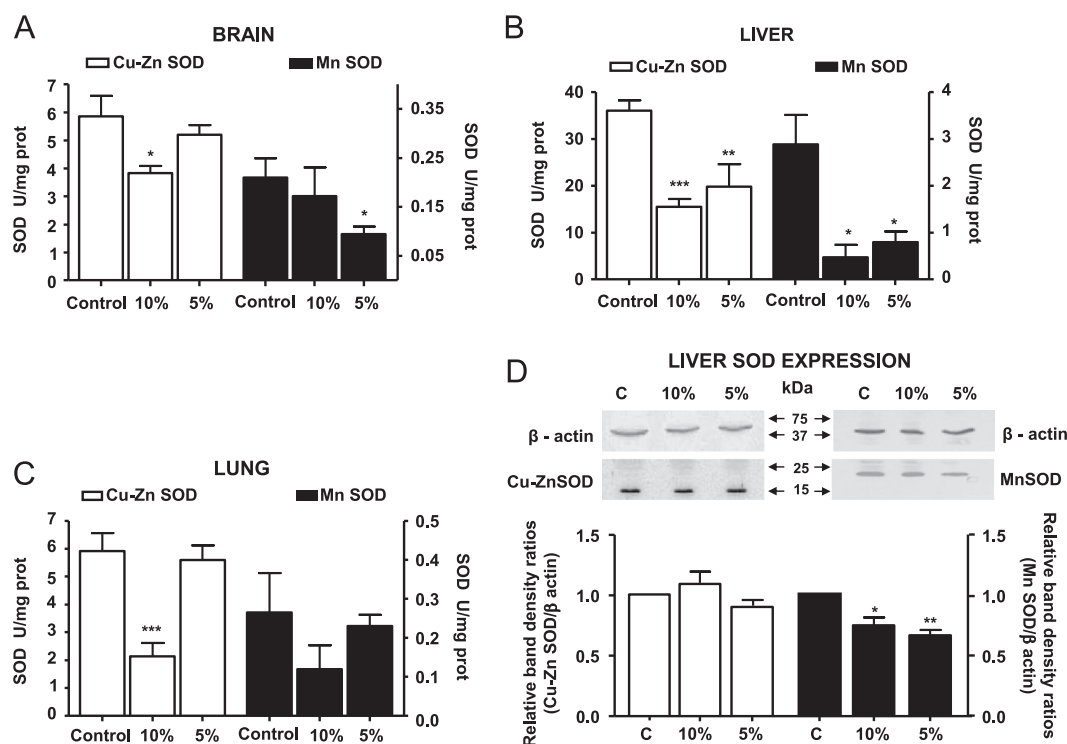 A
BRAIN
Cu-Zn SOD
Mn SOD
SOD U/mg prot
7
6
5
4
3
2
1
0
0.35
0.25
0.15
0.05
SOD U/mg prot
*
*
Control 10% 5% Control 10% 5%
B
LIVER
Cu-Zn SOD
Mn SOD
SOD U/mg prot
40
30
20
10
0
4
3
2
1
0
SOD U/mg prot
***
**
*
*
Control 10% 5% Control 10% 5%
C
LUNG
Cu-Zn SOD
Mn SOD
SOD U/mg prot
7
6
5
4
3
2
1
0
0.5
0.4
0.3
0.2
0.1
0.0
SOD U/mg prot
***
Control 10% 5% Control 10% 5%
D
LIVER SOD EXPRESSION
C 10% 5% kDa C 10% 5%
β - actin
← 75 →
← 37 →
β - actin
Cu-ZnSOD
← 25 →
← 15 →
MnSOD
Relative band density ratios
(Cu-Zn SOD/β actin)
1.5
1.0
0.5
0.0
1.5
1.0
0.5
0.0
Relative band density ratios
(Mn SOD/β actin)
*
**
C 10% 5% C 10% 5%